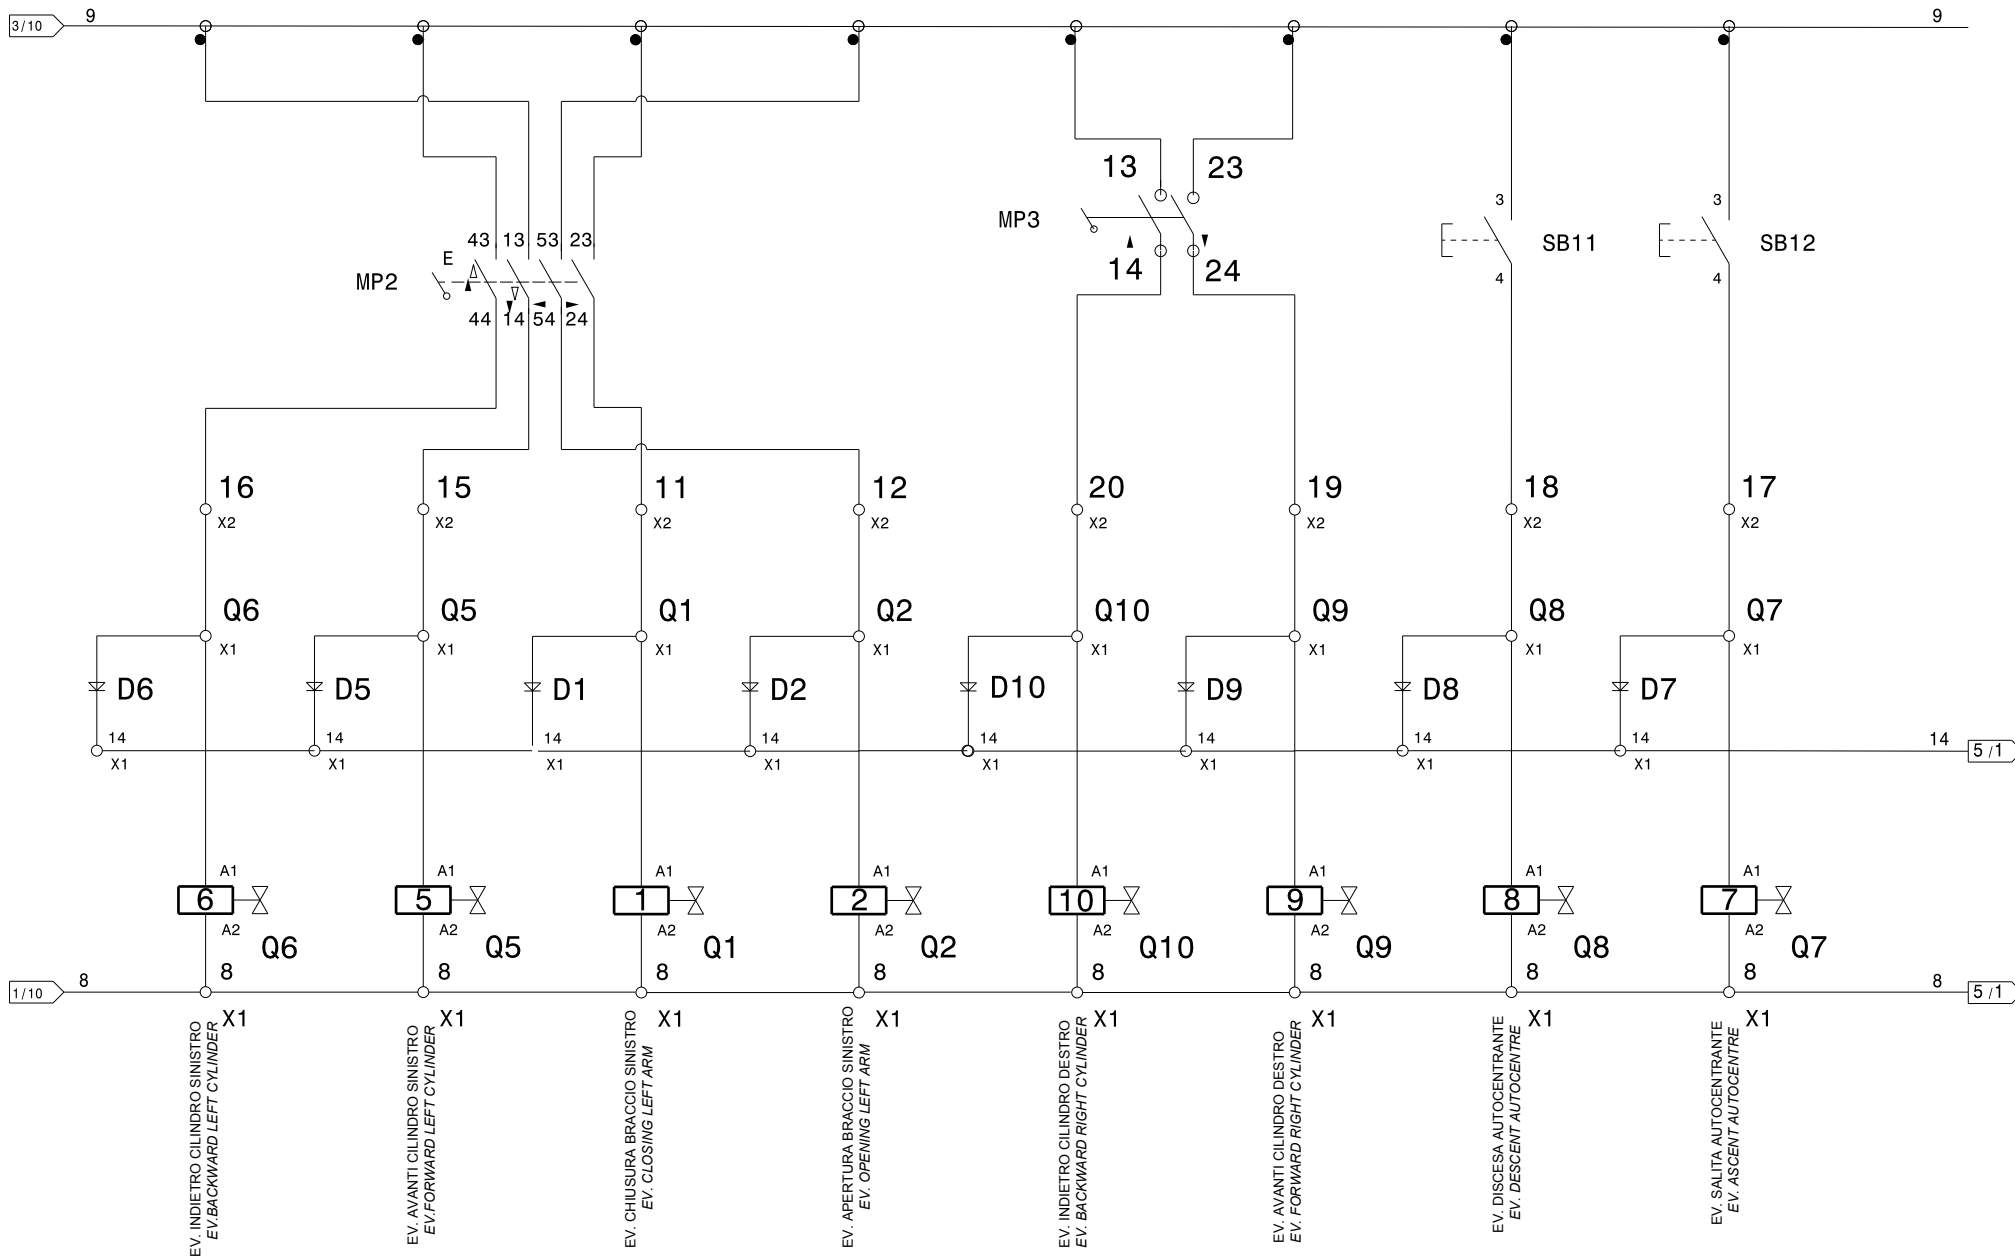 3/10 9 9
13 23
3 3
MP3 SB11 SB12
43 13 53 23
E
MP2
14 24
4 4
44 14 54 24
16 15 11 12 20 19 18 17
X2 X2 X2 X2 X2 X2 X2 X2
Q6 Q5 Q1 Q2 Q10 Q9 Q8 Q7
X1 X1 X1 X1 X1 X1 X1 X1
D6 D5 D1 D2 D10 D9 D8 D7
14 14 14 14 14 14 14 14 14 5/1
X1 X1 X1 X1 X1 X1 X1 X1
A1 A1 A1 A1 A1 A1 A1 A1
6 5 1 2 10 9 8 7
A2 A2 A2 A2 A2 A2 A2 A2
Q6 Q5 Q1 Q2 Q10 Q9 Q8 Q7
1/10 8 8 8 8 8 8 8 8 8 8 5/1
X1 X1 X1 X1 X1 X1 X1 X1
EV. INDIETRO CILINDRO SINISTRO
EV.BACKWARD LEFT CYLINDER
EV. AVANTI CILINDRO SINISTRO
EV.FORWARD LEFT CYLINDER
EV. CHIUSURA BRACCIO SINISTRO
EV. CLOSING LEFT ARM
EV. APERTURA BRACCIO SINISTRO
EV. OPENING LEFT ARM
EV. INDIETRO CILINDRO DESTRO
EV. BACKWARD RIGHT CYLINDER
EV. AVANTI CILINDRO DESTRO
EV. FORWARD RIGHT CYLINDER
EV. DISCESA AUTOCENTRANTE
EV. DESCENT AUTOCENTRE
EV. SALITA AUTOCENTRANTE
EV. ASCENT AUTOCENTRE